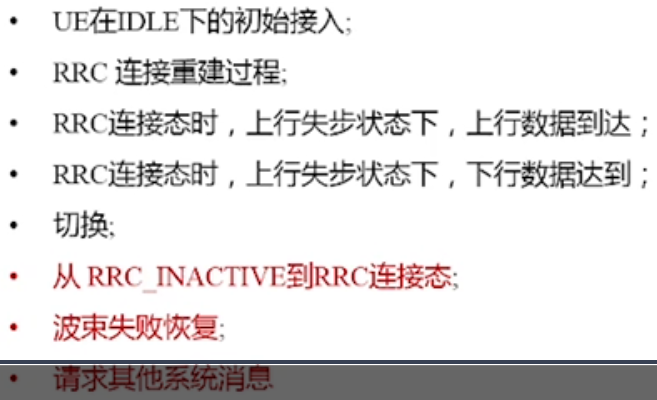 • UE在IDLE下的初始接入;
• RRC 连接重建过程;
• RRC连接态时，上行失步状态下，上行数据到达；
• RRC连接态时，上行失步状态下，下行数据达到；
• 切换;
• 从 RRC_INACTIVE到RRC连接态;
• 波束失败恢复;
• 请求其他系统消息